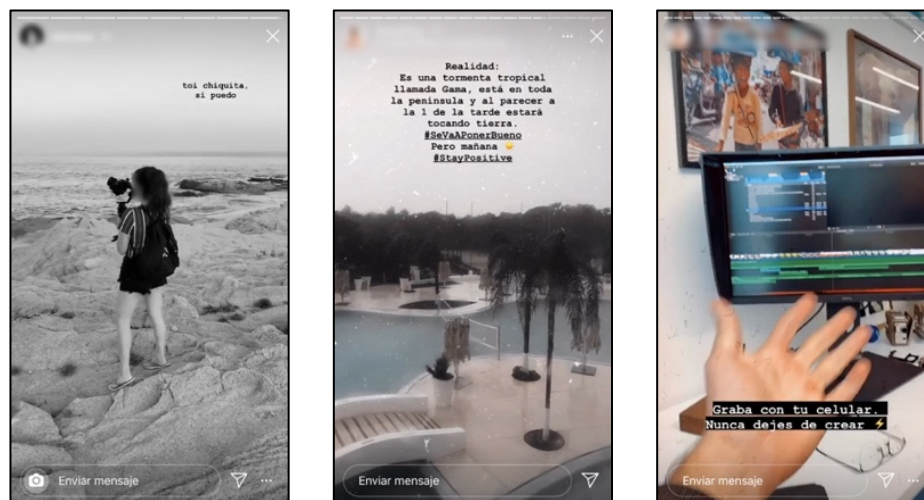 toi chiquita,
si puedo
Enviar mensaje
Realidad:
Es una tormenta tropical
llamada Gama, está en toda
la peninsula y al parecer a
la 1 de la tarde estará
tocando tierra.
#SeVaAPonerBueno
Pero mañana 😞
#StayPositive
Enviar mensaje
Graba con tu celular.
Nunca dejes de crear ⚡
Enviar mensaje